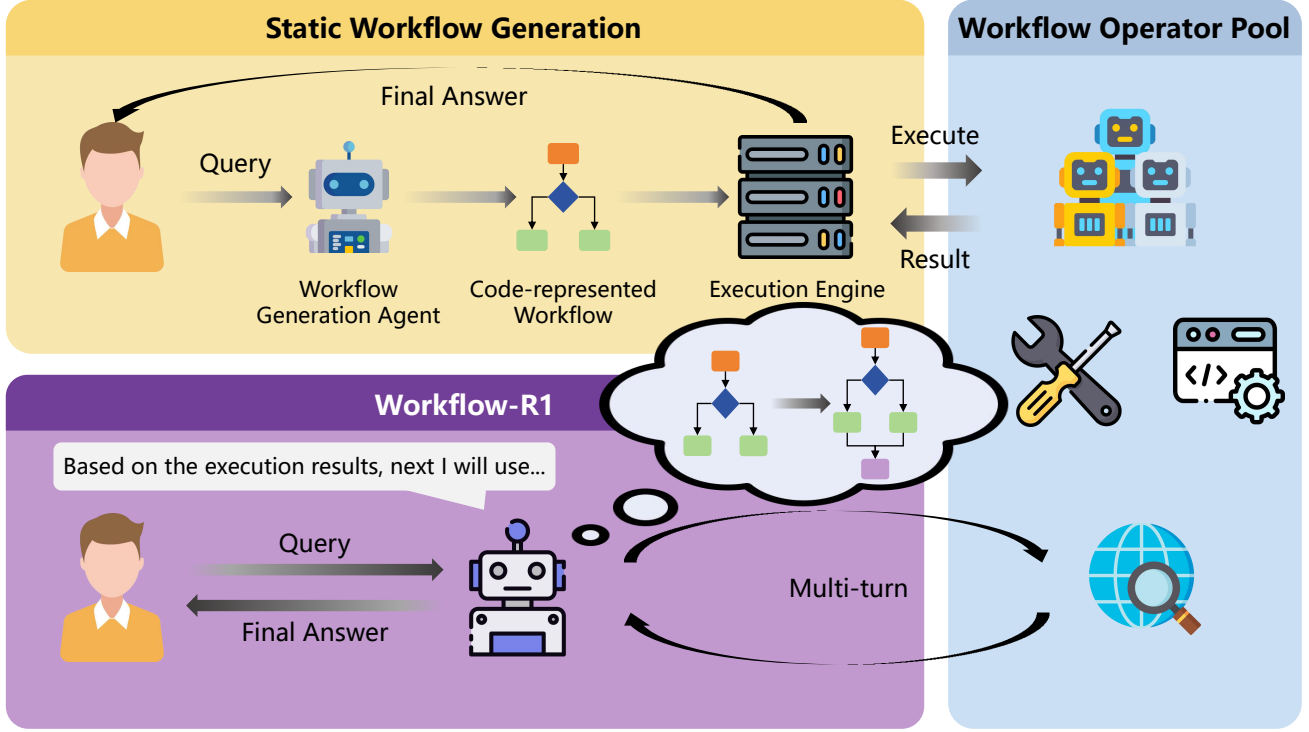 Static Workflow Generation
Workflow Operator Pool
Final Answer
Query
Execute
Result
Workflow
Generation Agent
Code-represented
Workflow
Execution Engine
</>
Workflow-R1
Based on the execution results, next I will use...
Query
Final Answer
Multi-turn